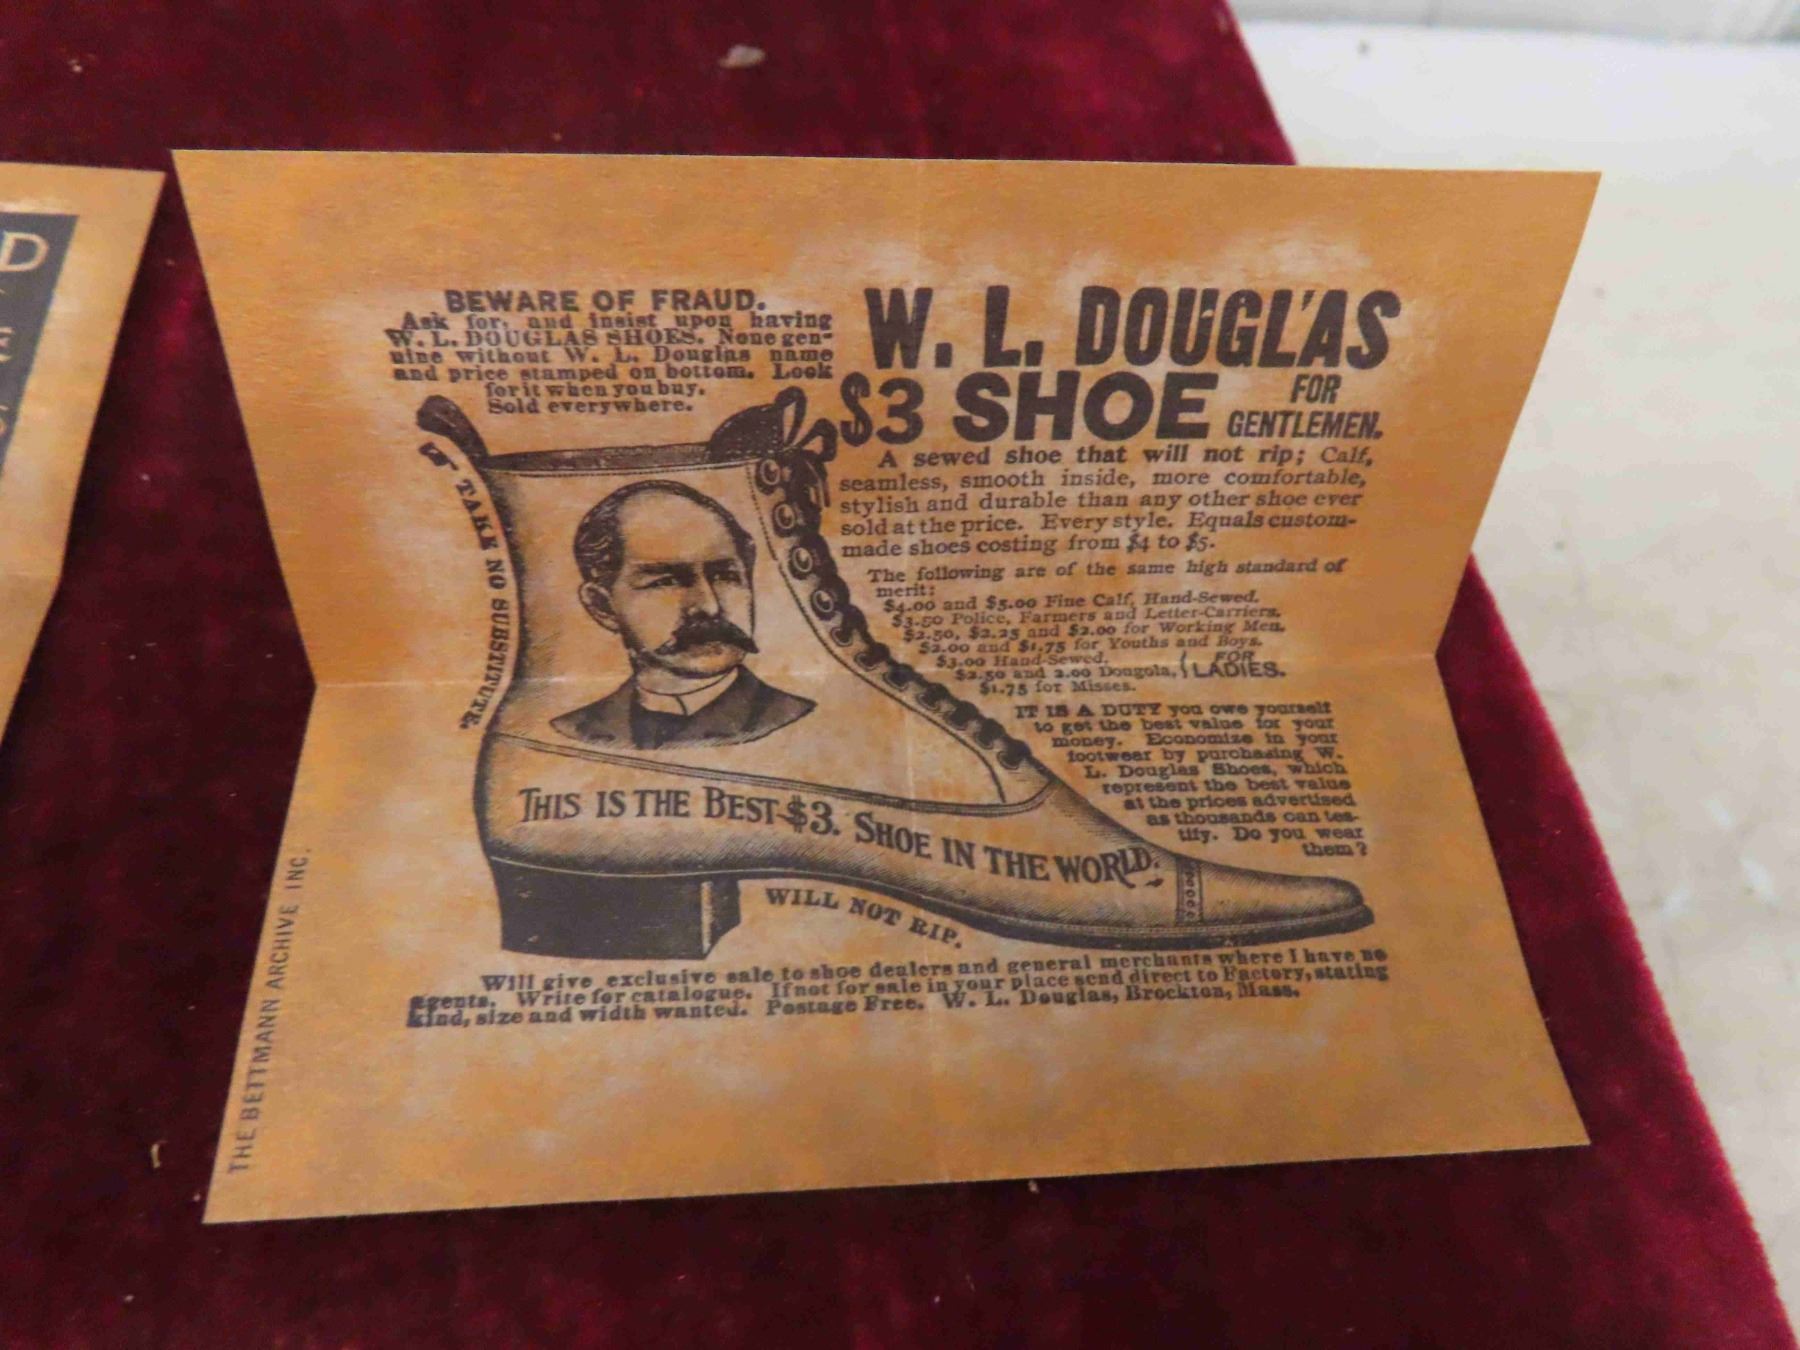 D
E
BEWARE OF FRAUD.
Ask for, and insist upon having
W. L. DOUGLAS SHOES. None gen-
uine without W. L. Douglas name
and price stamped on bottom. Look
for it when you buy.
Sold everywhere.
W. L. DOUGLAS
$3 SHOE FOR
GENTLEMEN.
A sewed shoe that will not rip; Calf,
seamless, smooth inside, more comfortable,
stylish and durable than any other shoe ever
sold at the price. Every style. Equals custom-
made shoes costing from $4 to $5.
The following are of the same high standard of
merit:
$4.00 and $5.00 Fine Calf, Hand-Sewed.
$3.50 Police, Farmers and Letter-Carriers.
$2.50, $2.25 and $2.00 for Working Men.
$2.00 and $1.75 for Youths and Boys.
$3.00 Hand-Sewed, FOR
$2.50 and 2.00 Dongola, LADIES.
$1.75 for Misses.
IT IS A DUTY you owe yourself
to get the best value for your
money. Economize in your
footwear by purchasing W.
L. Douglas Shoes, which
represent the best value
at the prices advertised
as thousands can tes-
tify. Do you wear
them?
TAKE NO SUBSTITUTE.
THIS IS THE BEST $3. SHOE IN THE WORLD.
WILL NOT RIP.
Will give exclusive sale to shoe dealers and general merchants where I have no
agents. Write for catalogue. If not for sale in your place send direct to Factory, stating
kind, size and width wanted. Postage Free. W. L. Douglas, Brockton, Mass.
THE BETTMANN ARCHIVE INC.